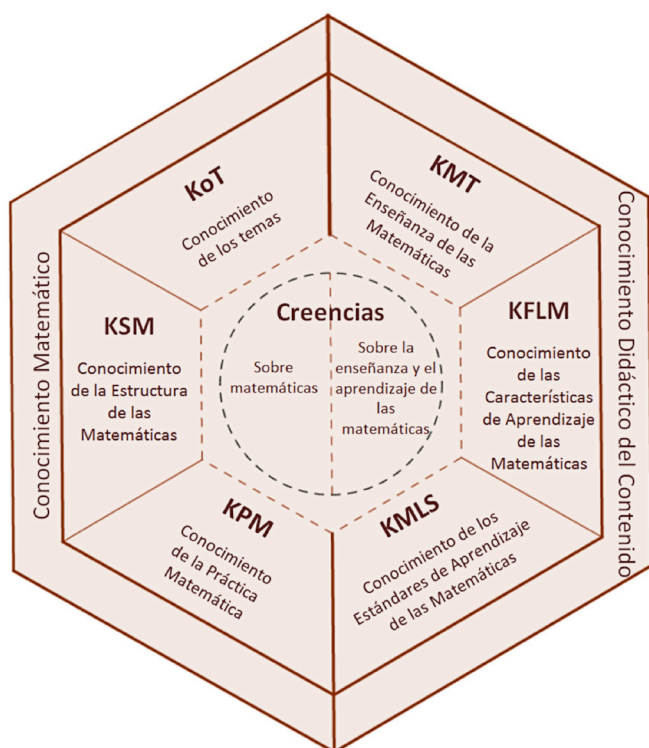 KoT
Conocimiento
de los temas
KMT
Conocimiento de la
Enseñanza de las
Matemáticas
Conocimiento Matemático
KSM
Conocimiento
de la Estructura
de las
Matemáticas
Creencias
Sobre
matemáticas
Sobre la
enseñanza y el
aprendizaje de
las
matemáticas
KFLM
Conocimiento
de las
Características
de Aprendizaje
de las
Matemáticas
Conocimiento Didáctico del Contenido
KPM
Conocimiento
de la Práctica
Matemática
KMLS
Conocimiento de los
Estándares de Aprendizaje
de las Matemáticas